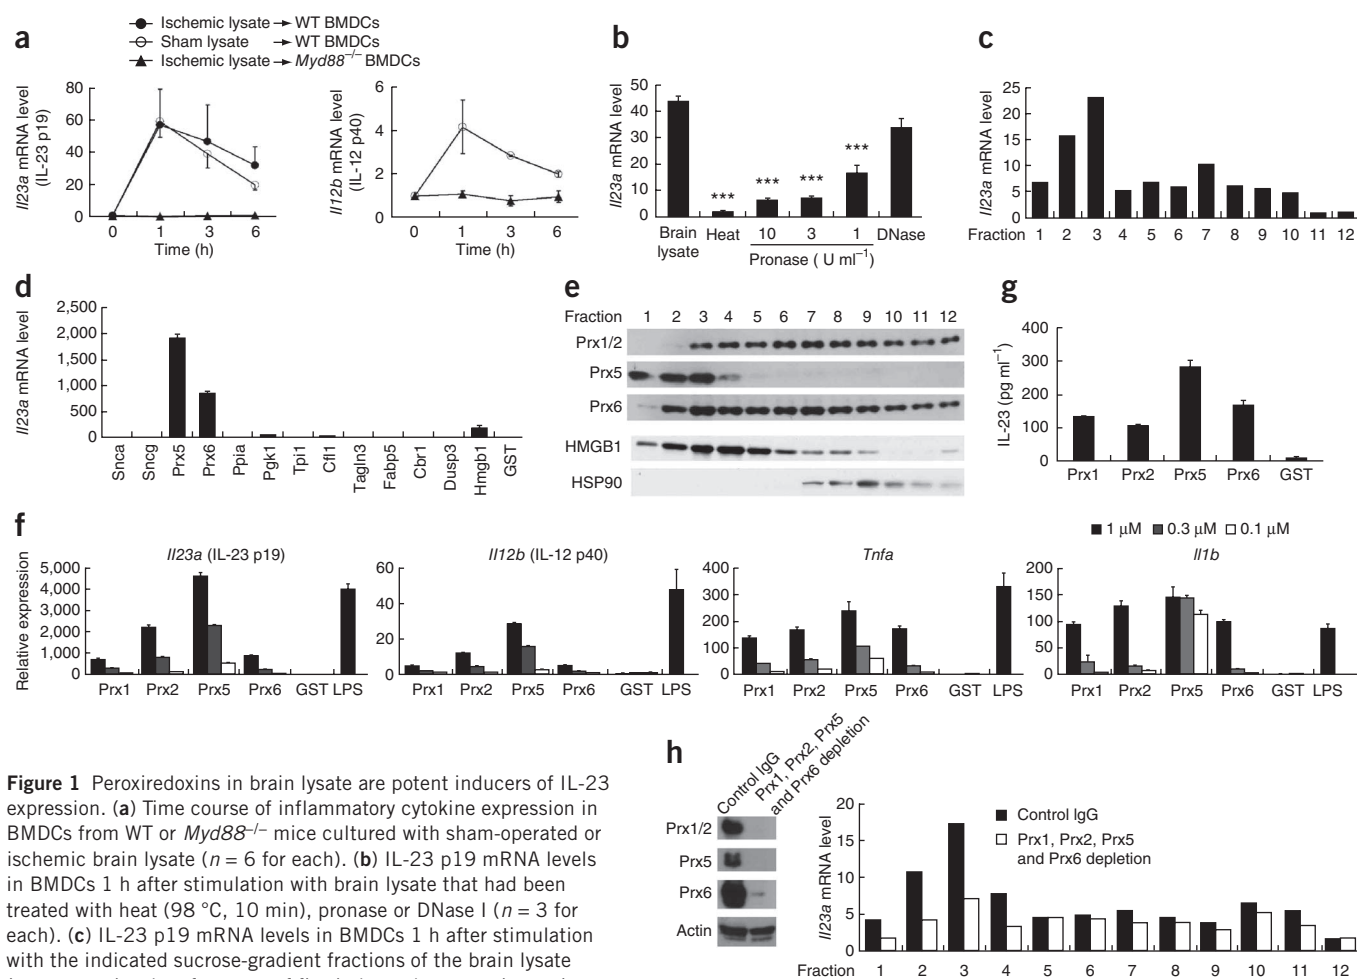 a
Ischemic lysate → WT BMDCs
Sham lysate → WT BMDCs
Ischemic lysate → Myd88−/− BMDCs
Il23a mRNA level
(IL-23 p19)
80
60
40
20
0
0 1 3 6
Time (h)
Il12b mRNA level
(IL-12 p40)
6
4
2
0
0 1 3 6
Time (h)
b
Il23a mRNA level
50
40
30
20
10
0
*** *** *** ***
Brain lysate
Heat
10 3 1
DNase
Pronase ( U ml−1)
c
Il23a mRNA level
25
20
15
10
5
0
Fraction 1 2 3 4 5 6 7 8 9 10 11 12
d
Il23a mRNA level
2,500
2,000
1,500
1,000
500
0
Snca
Sncg
Prx5
Prx6
Ppia
Pgk1
Tpi1
Cfl1
Tagln3
Fabp5
Cbr1
Dusp3
Hmgb1
GST
e
Fraction 1 2 3 4 5 6 7 8 9 10 11 12
Prx1/2
Prx5
Prx6
HMGB1
HSP90
g
IL-23 (pg ml−1)
400
300
200
100
0
Prx1 Prx2 Prx5 Prx6 GST
f
1 μM 0.3 μM 0.1 μM
Relative expression
Il23a (IL-23 p19)
5,000
4,000
3,000
2,000
1,000
0
Prx1 Prx2 Prx5 Prx6 GST LPS
Il12b (IL-12 p40)
60
40
20
0
Prx1 Prx2 Prx5 Prx6 GST LPS
Tnfa
400
300
200
100
0
Prx1 Prx2 Prx5 Prx6 GST LPS
Il1b
200
150
100
50
0
Prx1 Prx2 Prx5 Prx6 GST LPS
h
Control IgG
Prx1, Prx2, Prx5
and Prx6 depletion
Prx1/2
Prx5
Prx6
Actin
Il23a mRNA level
20
15
10
5
0
Control IgG
Prx1, Prx2, Prx5
and Prx6 depletion
Fraction 1 2 3 4 5 6 7 8 9 10 11 12
Figure 1 Peroxiredoxins in brain lysate are potent inducers of IL-23
expression. (a) Time course of inflammatory cytokine expression in
BMDCs from WT or Myd88−/− mice cultured with sham-operated or
ischemic brain lysate (n = 6 for each). (b) IL-23 p19 mRNA levels
in BMDCs 1 h after stimulation with brain lysate that had been
treated with heat (98 °C, 10 min), pronase or DNase I (n = 3 for
each). (c) IL-23 p19 mRNA levels in BMDCs 1 h after stimulation
with the indicated sucrose-gradient fractions of the brain lysate